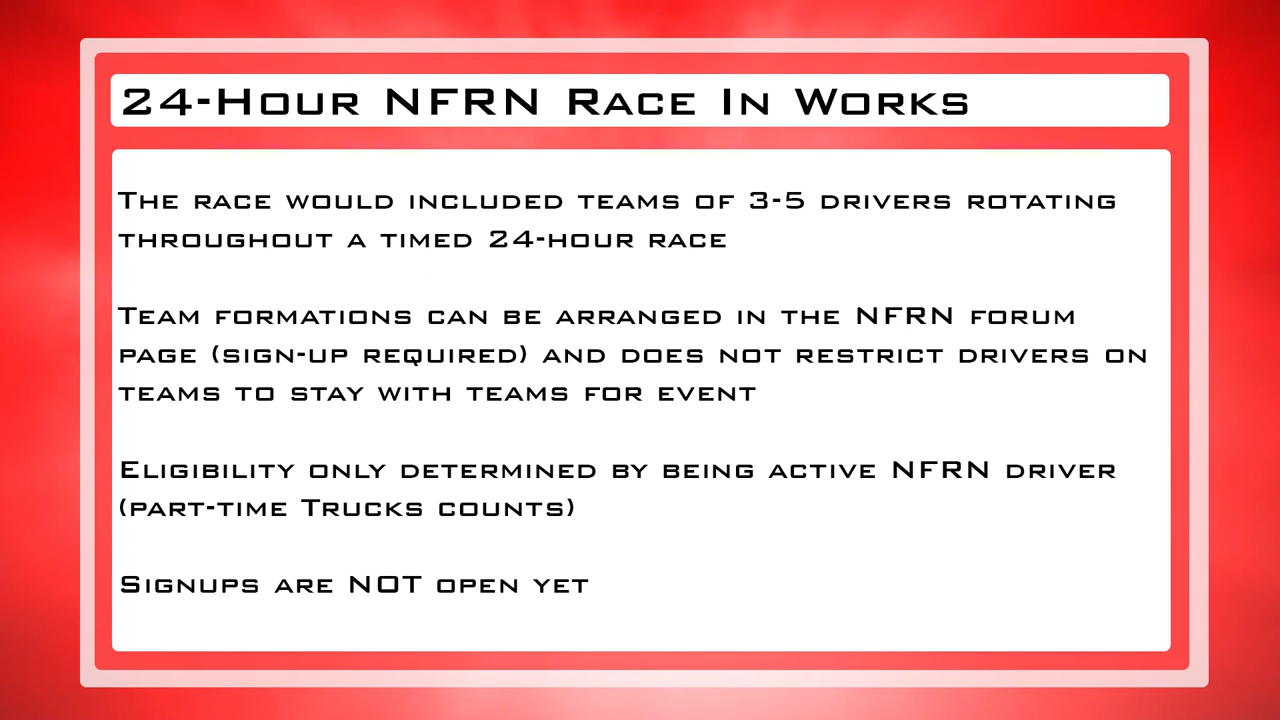 24-Hour NFRN Race In Works
The race would included teams of 3-5 drivers rotating
throughout a timed 24-hour race
Team formations can be arranged in the NFRN forum
page (sign-up required) and does not restrict drivers on
teams to stay with teams for event
Eligibility only determined by being active NFRN driver
(part-time Trucks counts)
Signups are NOT open yet